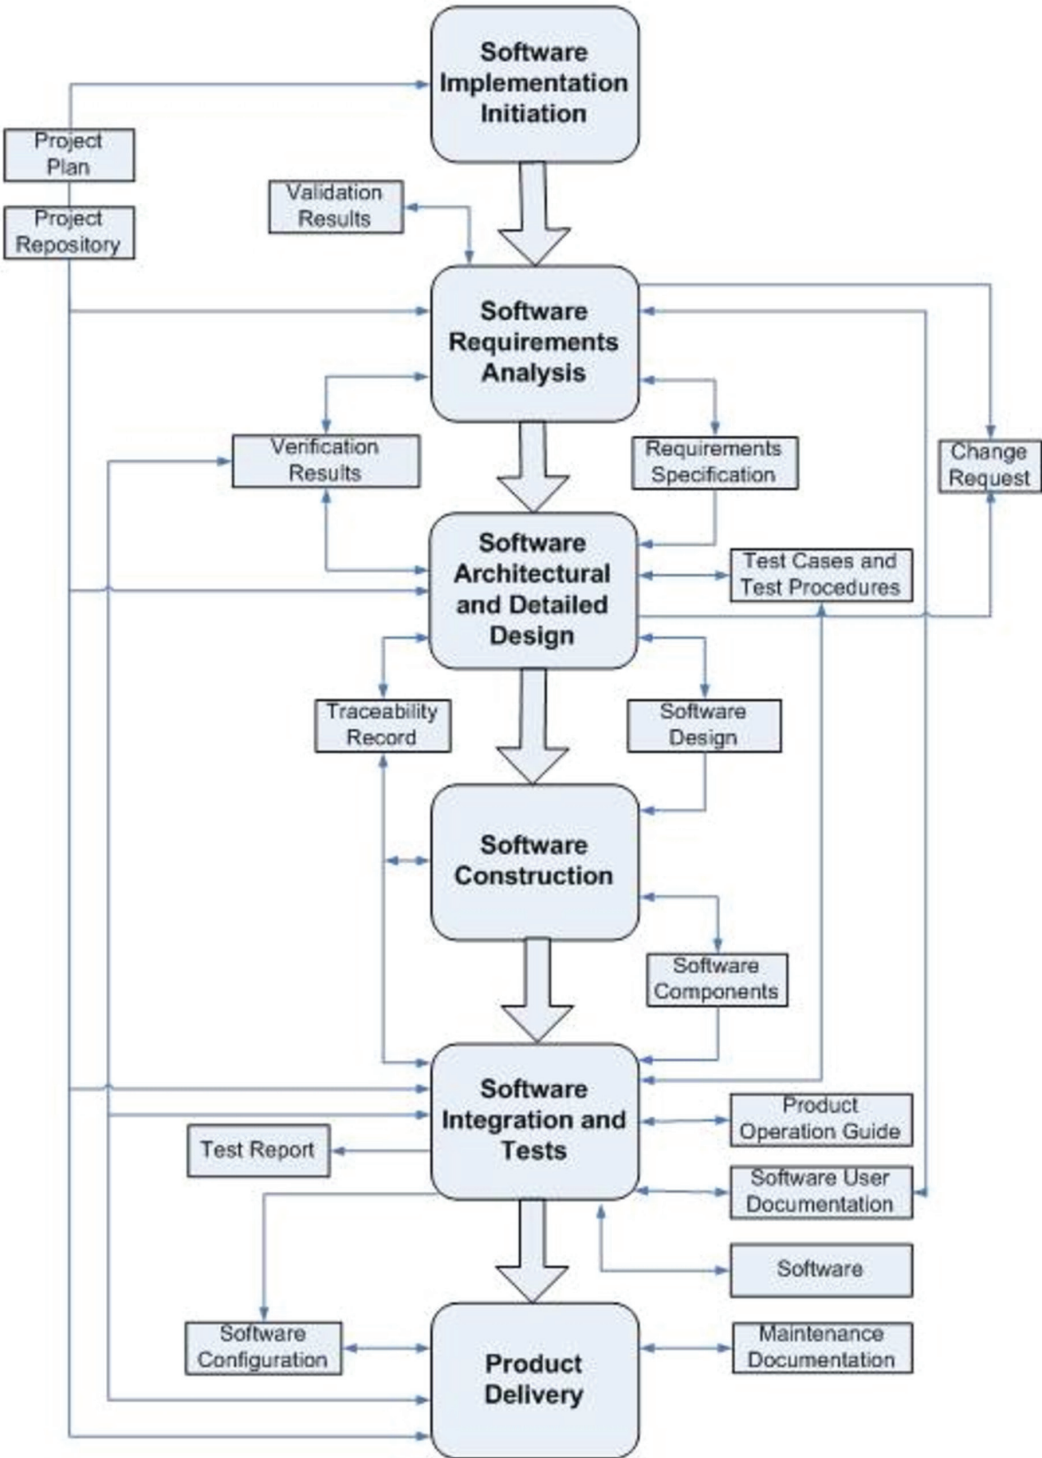 Software
Implementation
Initiation
Project
Plan
Validation
Results
Project
Repository
Software
Requirements
Analysis
Verification
Results
Requirements
Specification
Change
Request
Software
Architectural
and Detailed
Design
Test Cases and
Test Procedures
Traceability
Record
Software
Design
Software
Construction
Software
Components
Software
Integration and
Tests
Product
Operation Guide
Test Report
Software User
Documentation
Software
Software
Configuration
Product
Delivery
Maintenance
Documentation